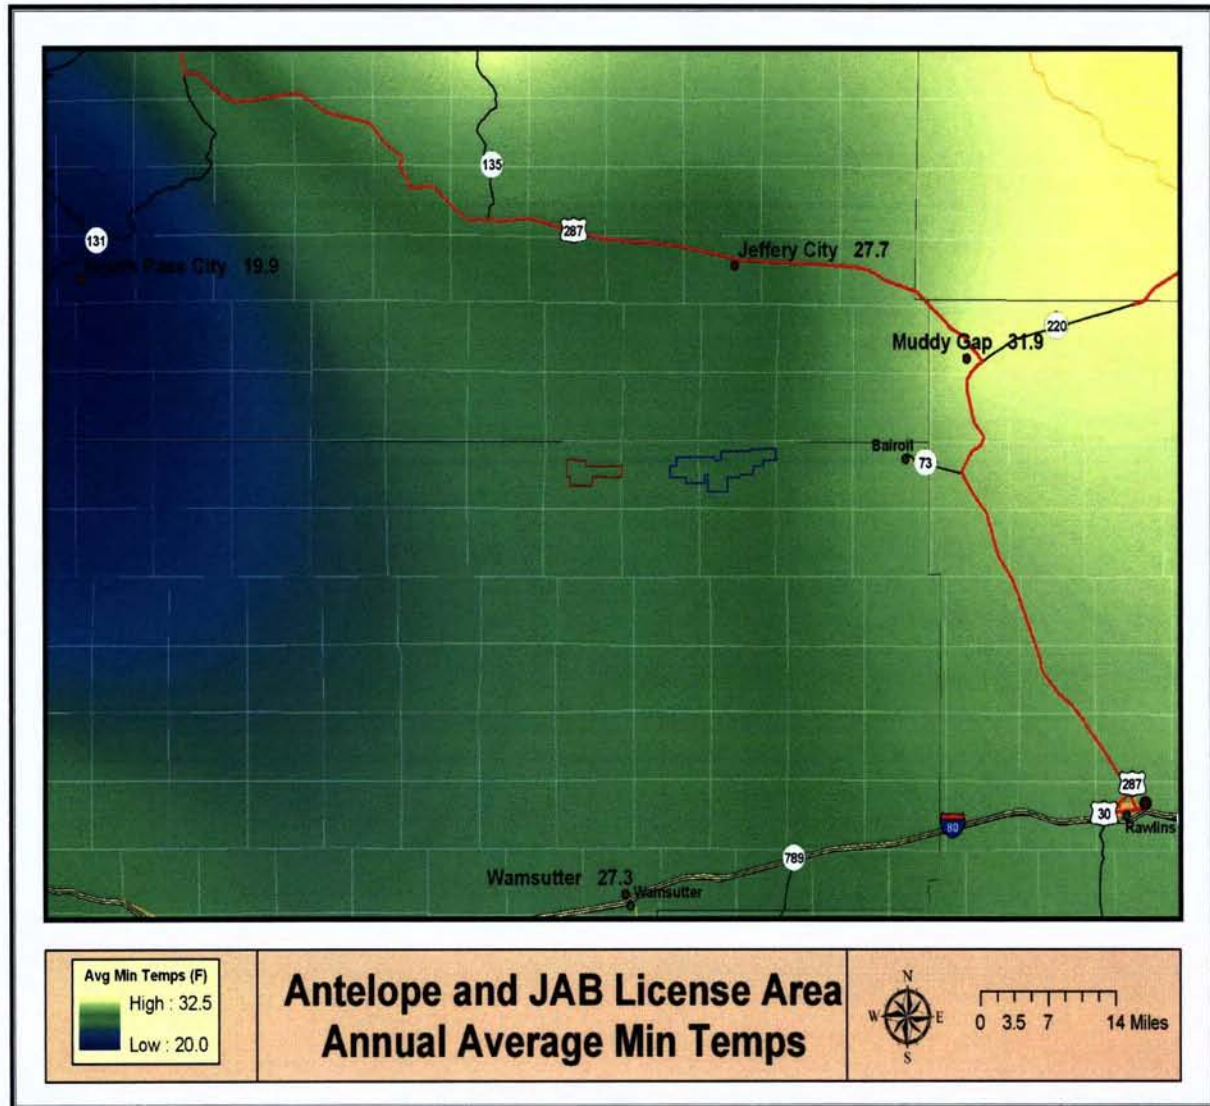 135
287
131
Jeffery City 27.7
Pass City 19.9
220
Muddy Gap 31.9
Bairoil
73
287
30
80
Rawlins
789
Wamsutter 27.3
Wamsutter
Avg Min Temps (F)
High : 32.5
Low : 20.0
Antelope and JAB License Area
Annual Average Min Temps
N
W E
S
0 3.5 7 14 Miles